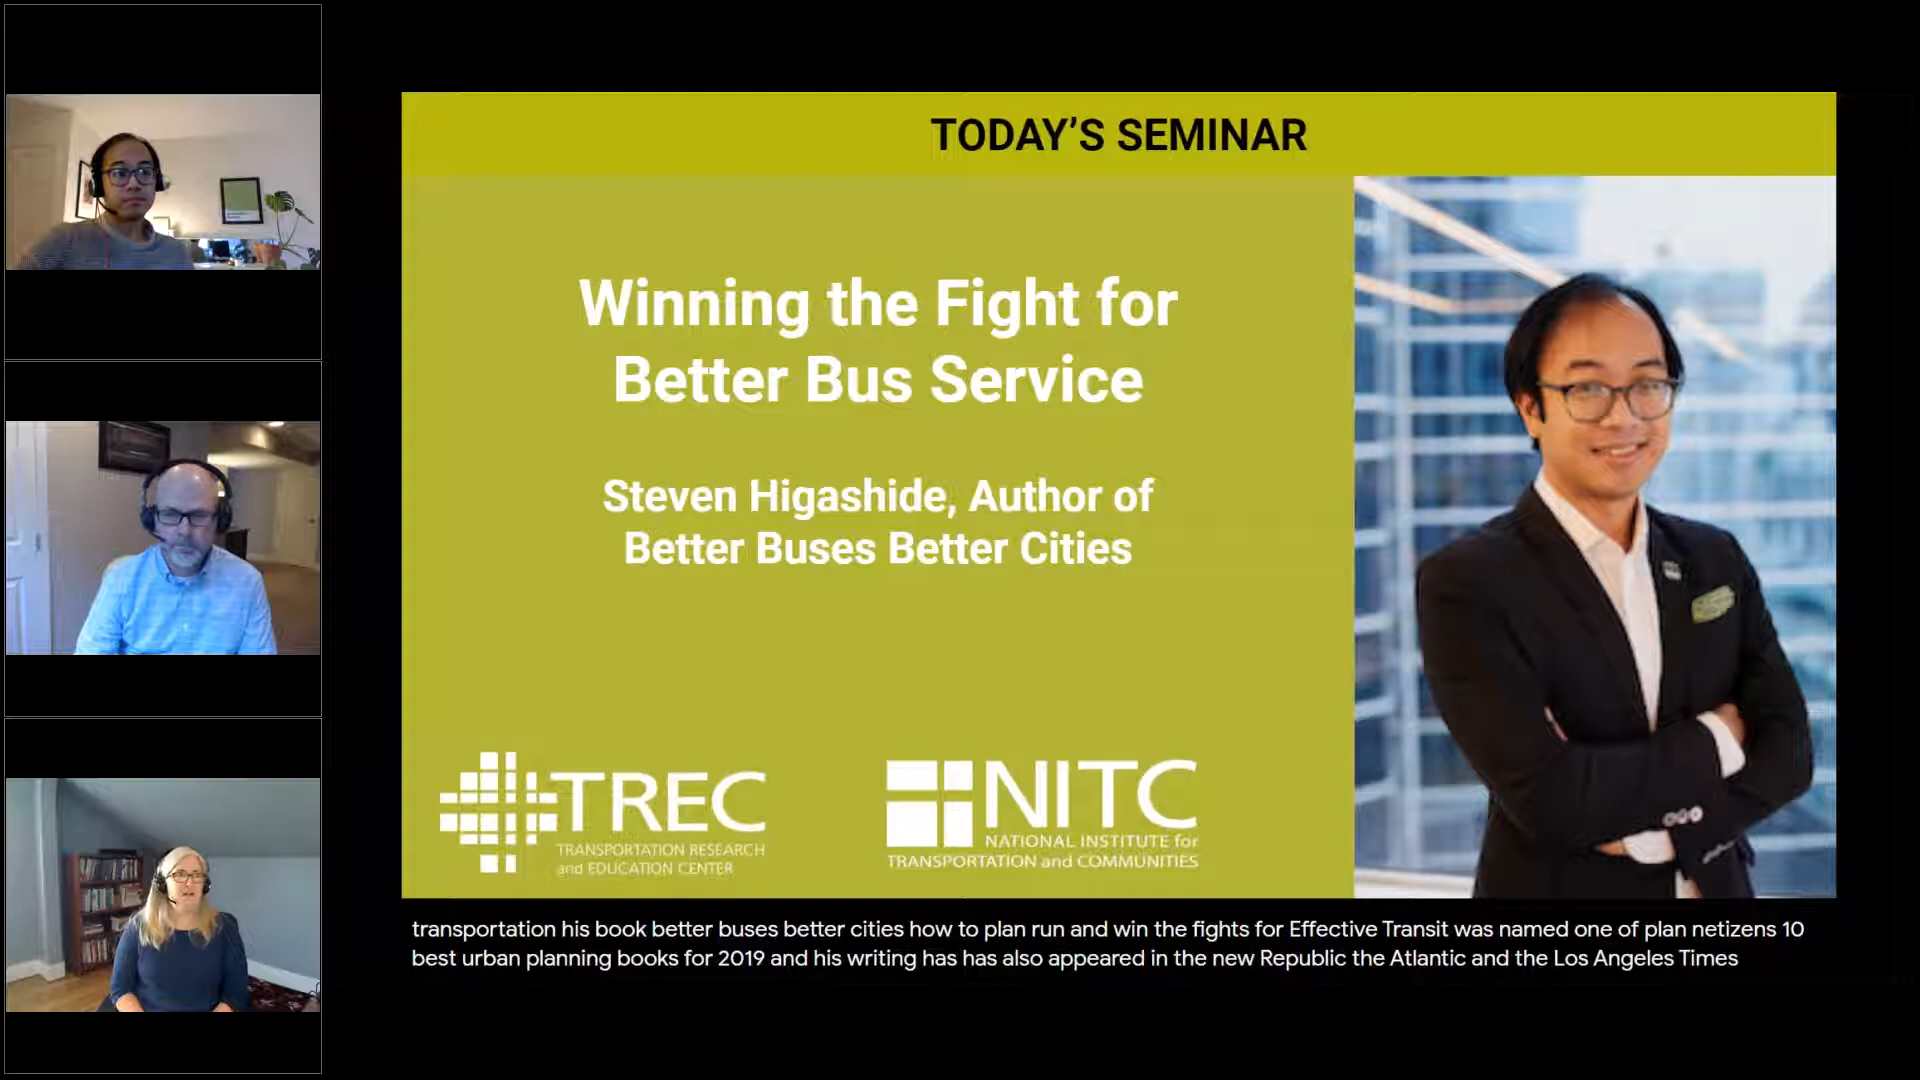 TODAY'S SEMINAR
Winning the Fight for
Better Bus Service
Steven Higashide, Author of
Better Buses Better Cities
TREC
TRANSPORTATION RESEARCH
and EDUCATION CENTER
NITC
NATIONAL INSTITUTE for
TRANSPORTATION and COMMUNITIES
transportation his book better buses better cities how to plan run and win the fights for Effective Transit was named one of plan netizens 10
best urban planning books for 2019 and his writing has has also appeared in the new Republic the Atlantic and the Los Angeles Times